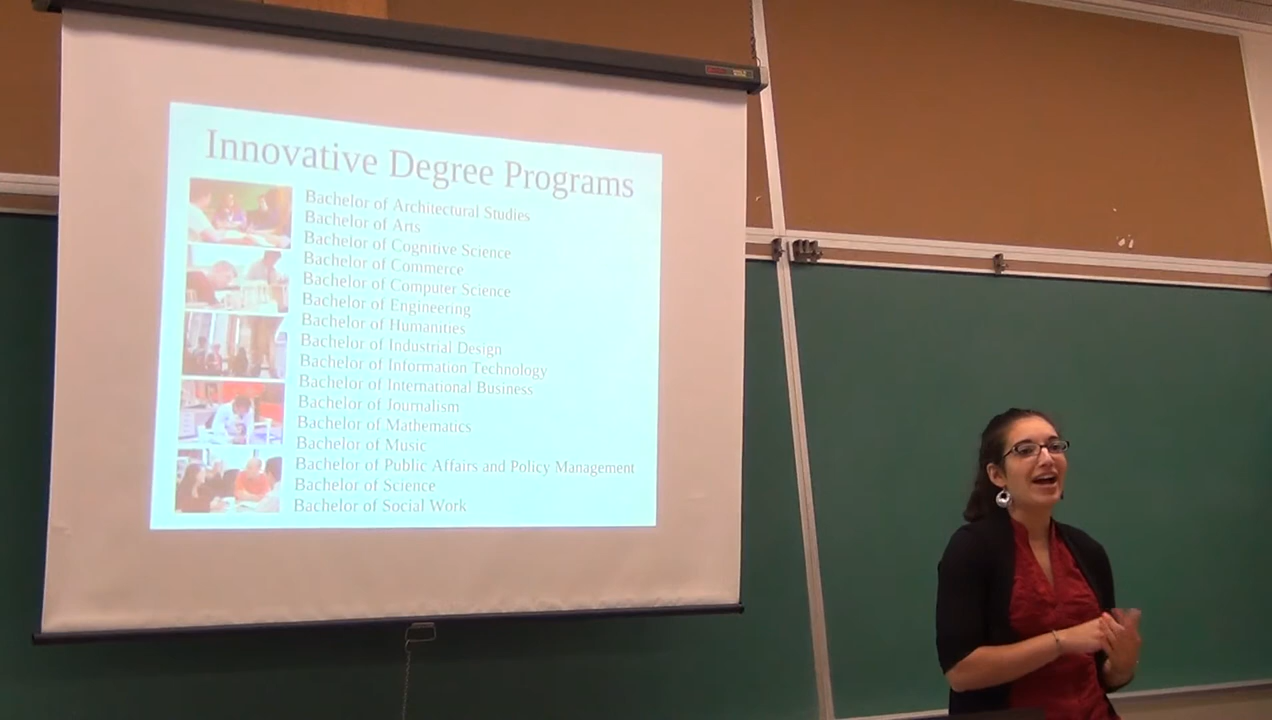 Innovative Degree Programs
Bachelor of Architectural Studies
Bachelor of Arts
Bachelor of Cognitive Science
Bachelor of Commerce
Bachelor of Computer Science
Bachelor of Engineering
Bachelor of Humanities
Bachelor of Industrial Design
Bachelor of Information Technology
Bachelor of International Business
Bachelor of Journalism
Bachelor of Mathematics
Bachelor of Music
Bachelor of Public Affairs and Policy Management
Bachelor of Science
Bachelor of Social Work